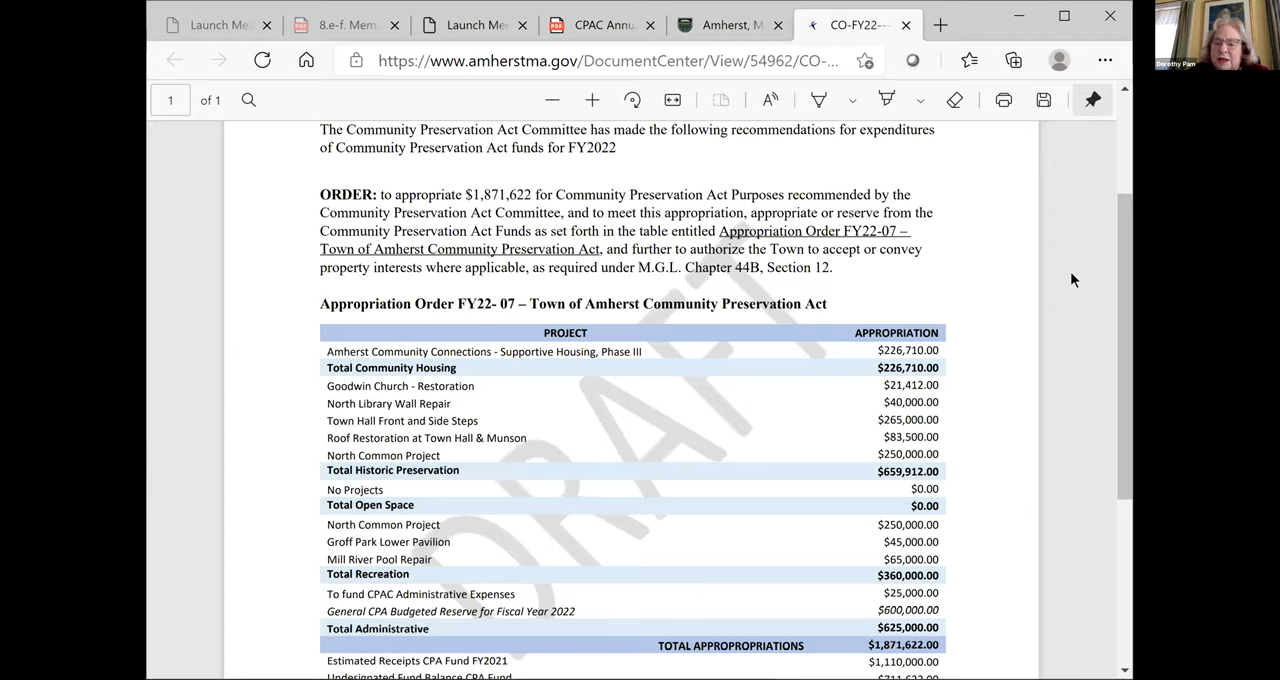 Launch Me
8.e-f. Mem
Launch Me
CPAC Annu
Amherst, M
CO-FY22--
https://www.amherstma.gov/DocumentCenter/View/54962/CO-...
Dorothy Pam
1 of 1
The Community Preservation Act Committee has made the following recommendations for expenditures
of Community Preservation Act funds for FY2022
ORDER: to appropriate $1,871,622 for Community Preservation Act Purposes recommended by the
Community Preservation Act Committee, and to meet this appropriation, appropriate or reserve from the
Community Preservation Act Funds as set forth in the table entitled Appropriation Order FY22-07 –
Town of Amherst Community Preservation Act, and further to authorize the Town to accept or convey
property interests where applicable, as required under M.G.L. Chapter 44B, Section 12.
Appropriation Order FY22- 07 – Town of Amherst Community Preservation Act
PROJECT APPROPRIATION
Amherst Community Connections - Supportive Housing, Phase III $226,710.00
Total Community Housing $226,710.00
Goodwin Church - Restoration $21,412.00
North Library Wall Repair $40,000.00
Town Hall Front and Side Steps $265,000.00
Roof Restoration at Town Hall & Munson $83,500.00
North Common Project $250,000.00
Total Historic Preservation $659,912.00
No Projects $0.00
Total Open Space $0.00
North Common Project $250,000.00
Groff Park Lower Pavilion $45,000.00
Mill River Pool Repair $65,000.00
Total Recreation $360,000.00
To fund CPAC Administrative Expenses $25,000.00
General CPA Budgeted Reserve for Fiscal Year 2022 $600,000.00
Total Administrative $625,000.00
TOTAL APPROPROPRIATIONS $1,871,622.00
Estimated Receipts CPA Fund FY2021 $1,110,000.00
Undesignated Fund Balance CPA Fund $711,622.00
DRAFT